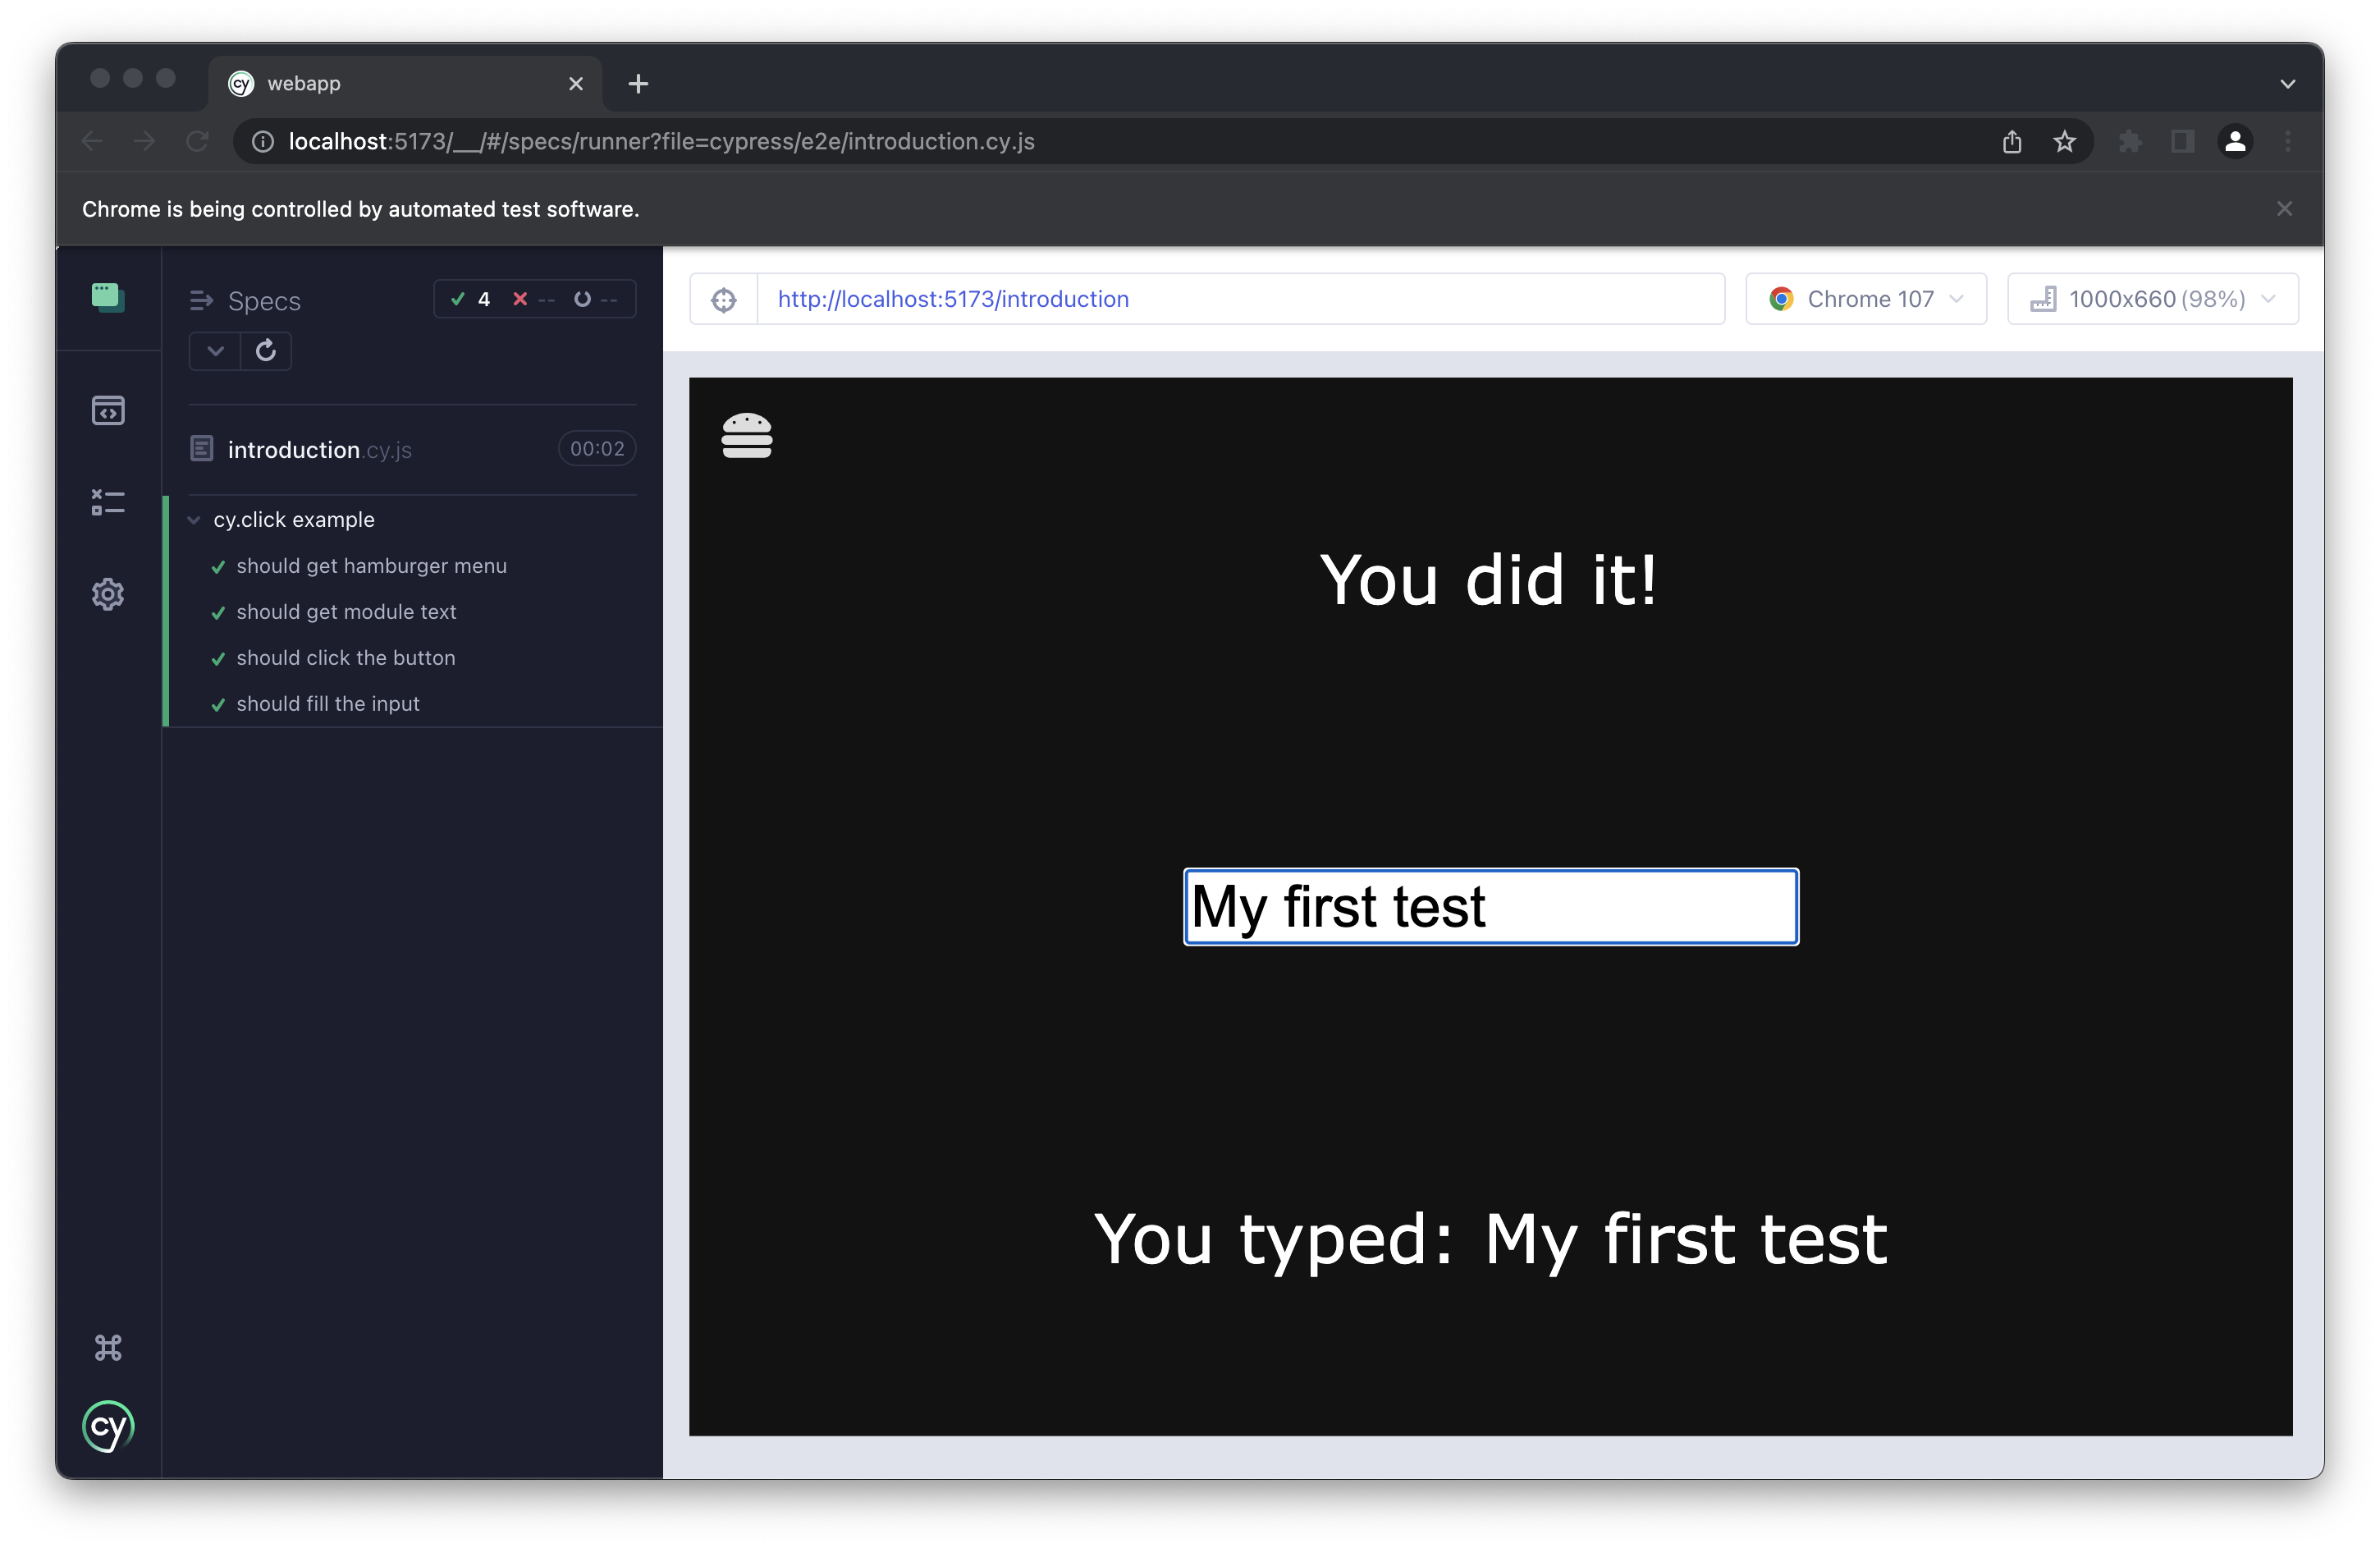 webapp
localhost:5173/__/#/specs/runner?file=cypress/e2e/introduction.cy.js
Chrome is being controlled by automated test software.
Specs
4 -- --
introduction.cy.js 00:02
cy.click example
should get hamburger menu
should get module text
should click the button
should fill the input
cy
http://localhost:5173/introduction
Chrome 107
1000x660 (98%)
You did it!
My first test
You typed: My first test